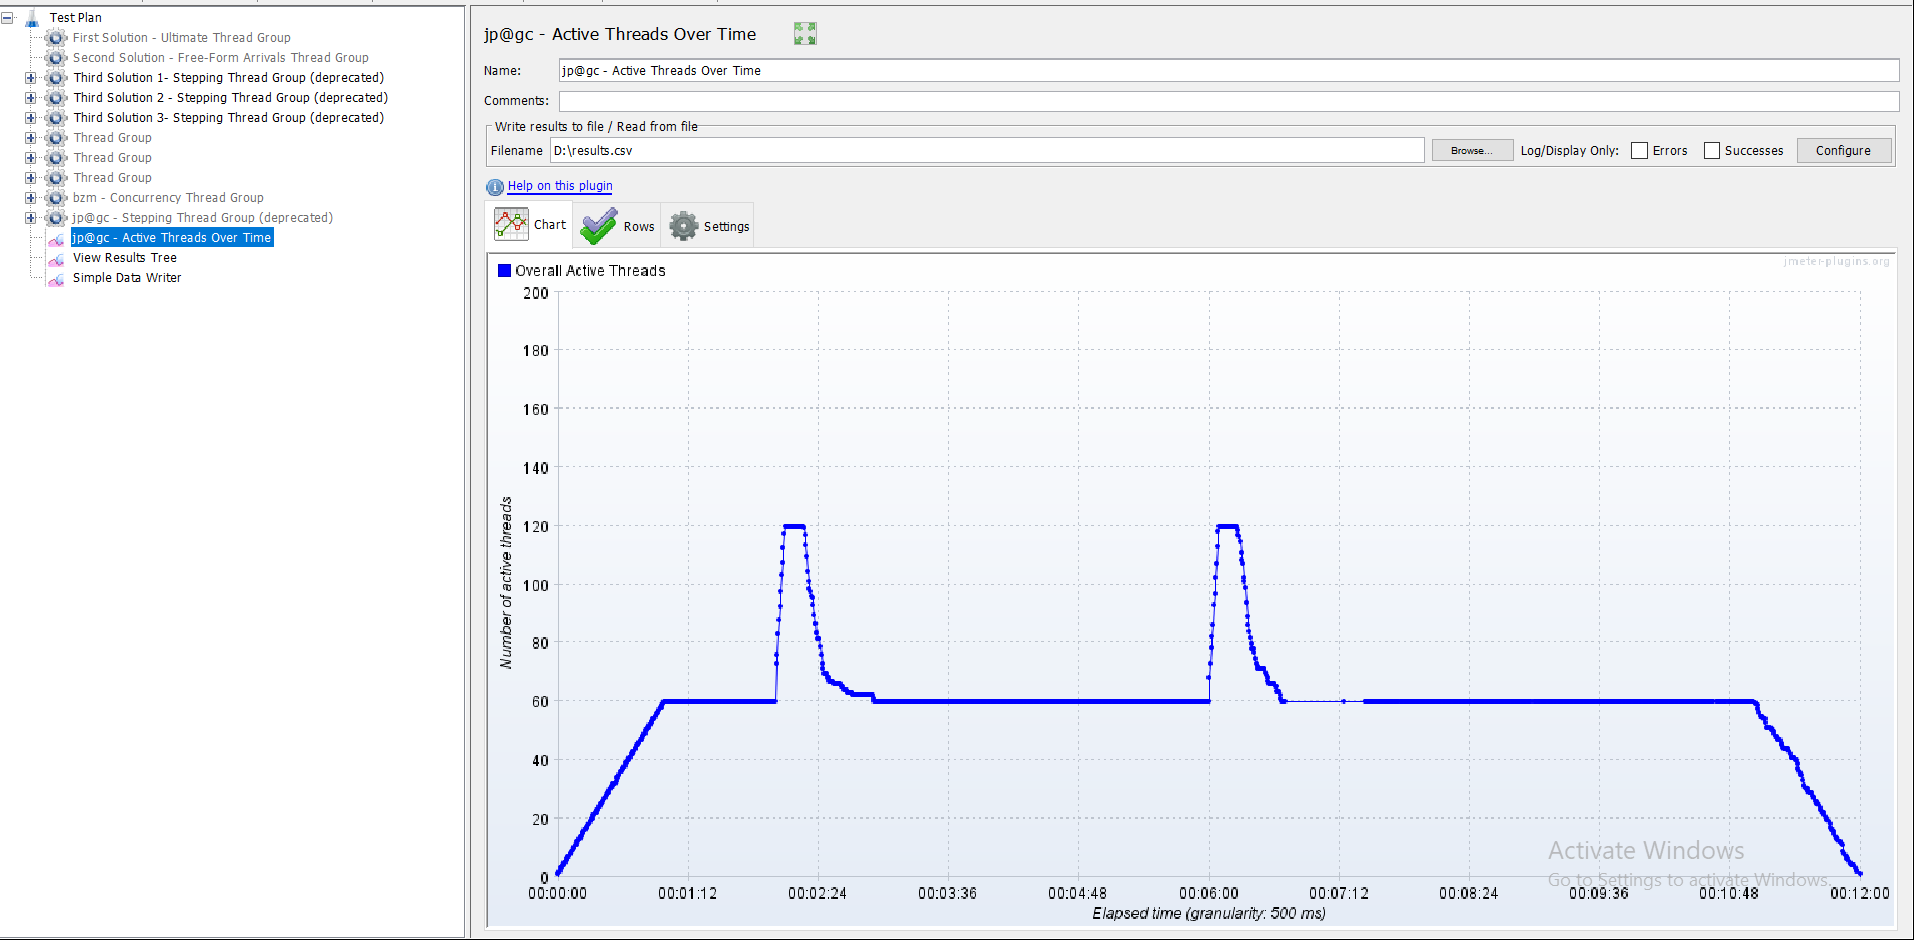 Test Plan
First Solution - Ultimate Thread Group
Second Solution - Free-Form Arrivals Thread Group
Third Solution 1- Stepping Thread Group (deprecated)
Third Solution 2 - Stepping Thread Group (deprecated)
Third Solution 3- Stepping Thread Group (deprecated)
Thread Group
Thread Group
Thread Group
bzm - Concurrency Thread Group
jp@gc - Stepping Thread Group (deprecated)
jp@gc - Active Threads Over Time
View Results Tree
Simple Data Writer
jp@gc - Active Threads Over Time
Name: jp@gc - Active Threads Over Time
Comments:
Write results to file / Read from file
Filename D:\results.csv Browse... Log/Display Only: Errors Successes Configure
Help on this plugin
Chart Rows Settings
Overall Active Threads
jmeter-plugins.org
Number of active threads
200
180
160
140
120
100
80
60
40
20
0
00:00:00 00:01:12 00:02:24 00:03:36 00:04:48 00:06:00 00:07:12 00:08:24 00:09:36 00:10:48 00:12:00
Elapsed time (granularity: 500 ms)
Activate Windows
Go to Settings to activate Windows.